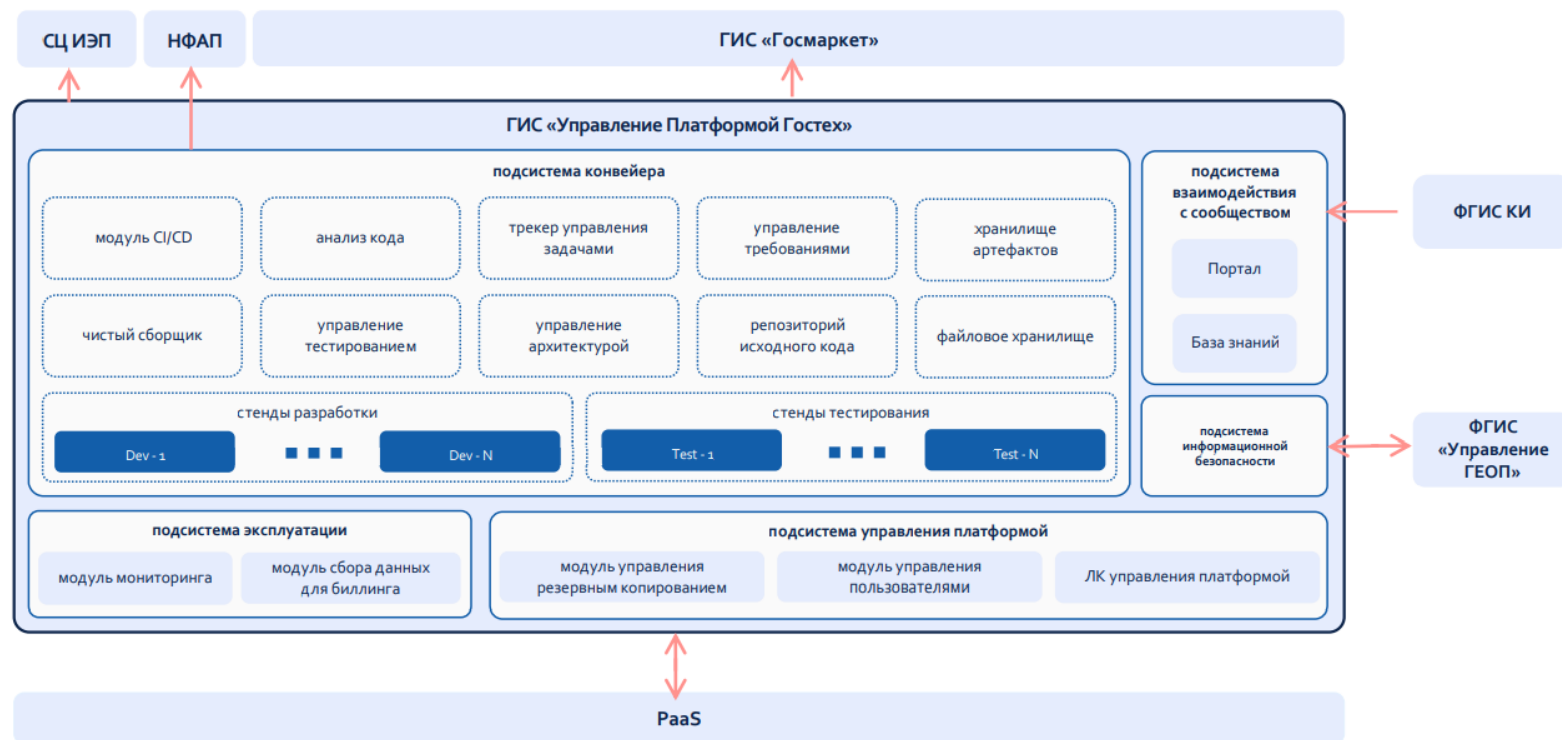 СЦ ИЭП
НФАП
ГИС «Госмаркет»
ГИС «Управление Платформой Гостех»
подсистема конвейера
модуль CI/CD
анализ кода
трекер управления
задачами
управление
требованиями
хранилище
артефактов
чистый сборщик
управление
тестированием
управление
архитектурой
репозиторий
исходного кода
файловое хранилище
стенды разработки
Dev - 1
Dev - N
стенды тестирования
Test - 1
Test - N
подсистема
взаимодействия
с сообществом
Портал
База знаний
ФГИС КИ
подсистема
информационной
безопасности
ФГИС
«Управление
ГЕОП»
подсистема эксплуатации
модуль мониторинга
модуль сбора данных
для биллинга
подсистема управления платформой
модуль управления
резервным копированием
модуль управления
пользователями
ЛК управления платформой
PaaS